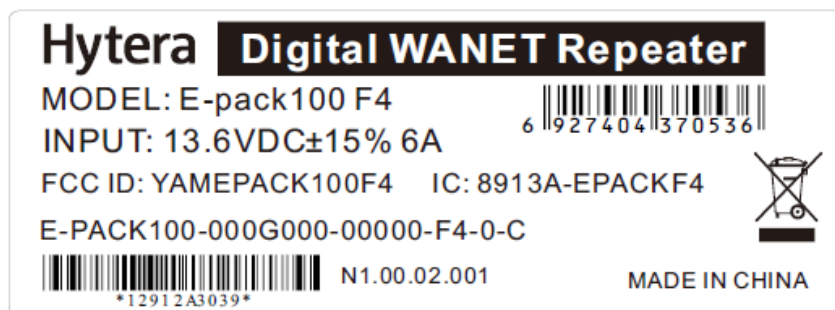 Hytera Digital WANET Repeater
MODEL: E-pack100 F4
6 927404 370536
INPUT: 13.6VDC±15% 6A
FCC ID: YAMEPACK100F4 IC: 8913A-EPACKF4
E-PACK100-000G000-00000-F4-0-C
N1.00.02.001
MADE IN CHINA
*12912A3039*